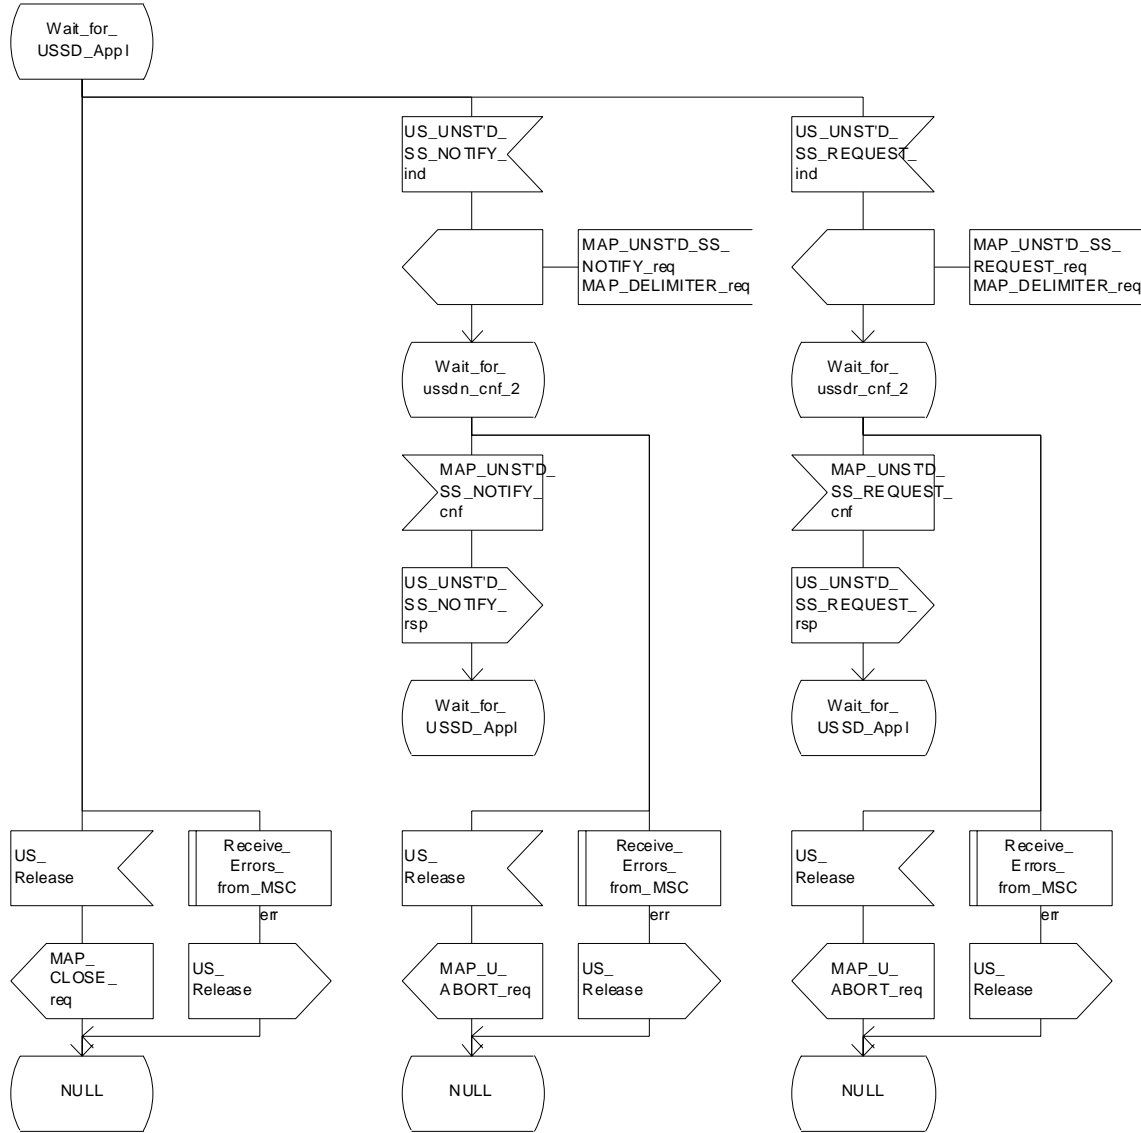 Wait_for_
USSD_Appl
US_UNST'D_
SS_NOTIFY_
ind
US_UNST'D_
SS_REQUEST_
ind
MAP_UNST'D_SS_
NOTIFY_req
MAP_DELIMITER_req
MAP_UNST'D_SS_
REQUEST_req
MAP_DELIMITER_req
Wait_for_
ussdn_cnf_2
Wait_for_
ussdr_cnf_2
MAP_UNST'D_
SS_NOTIFY_
cnf
MAP_UNST'D_
SS_REQUEST_
cnf
US_UNST'D_
SS_NOTIFY_
rsp
US_UNST'D_
SS_REQUEST_
rsp
Wait_for_
USSD_Appl
Wait_for_
USSD_Appl
US_
Release
Receive_
Errors_
from_MSC
err
US_
Release
Receive_
Errors_
from_MSC
err
US_
Release
Receive_
Errors_
from_MSC
err
MAP_
CLOSE_
req
US_
Release
MAP_U_
ABORT_req
US_
Release
MAP_U_
ABORT_req
US_
Release
NULL
NULL
NULL